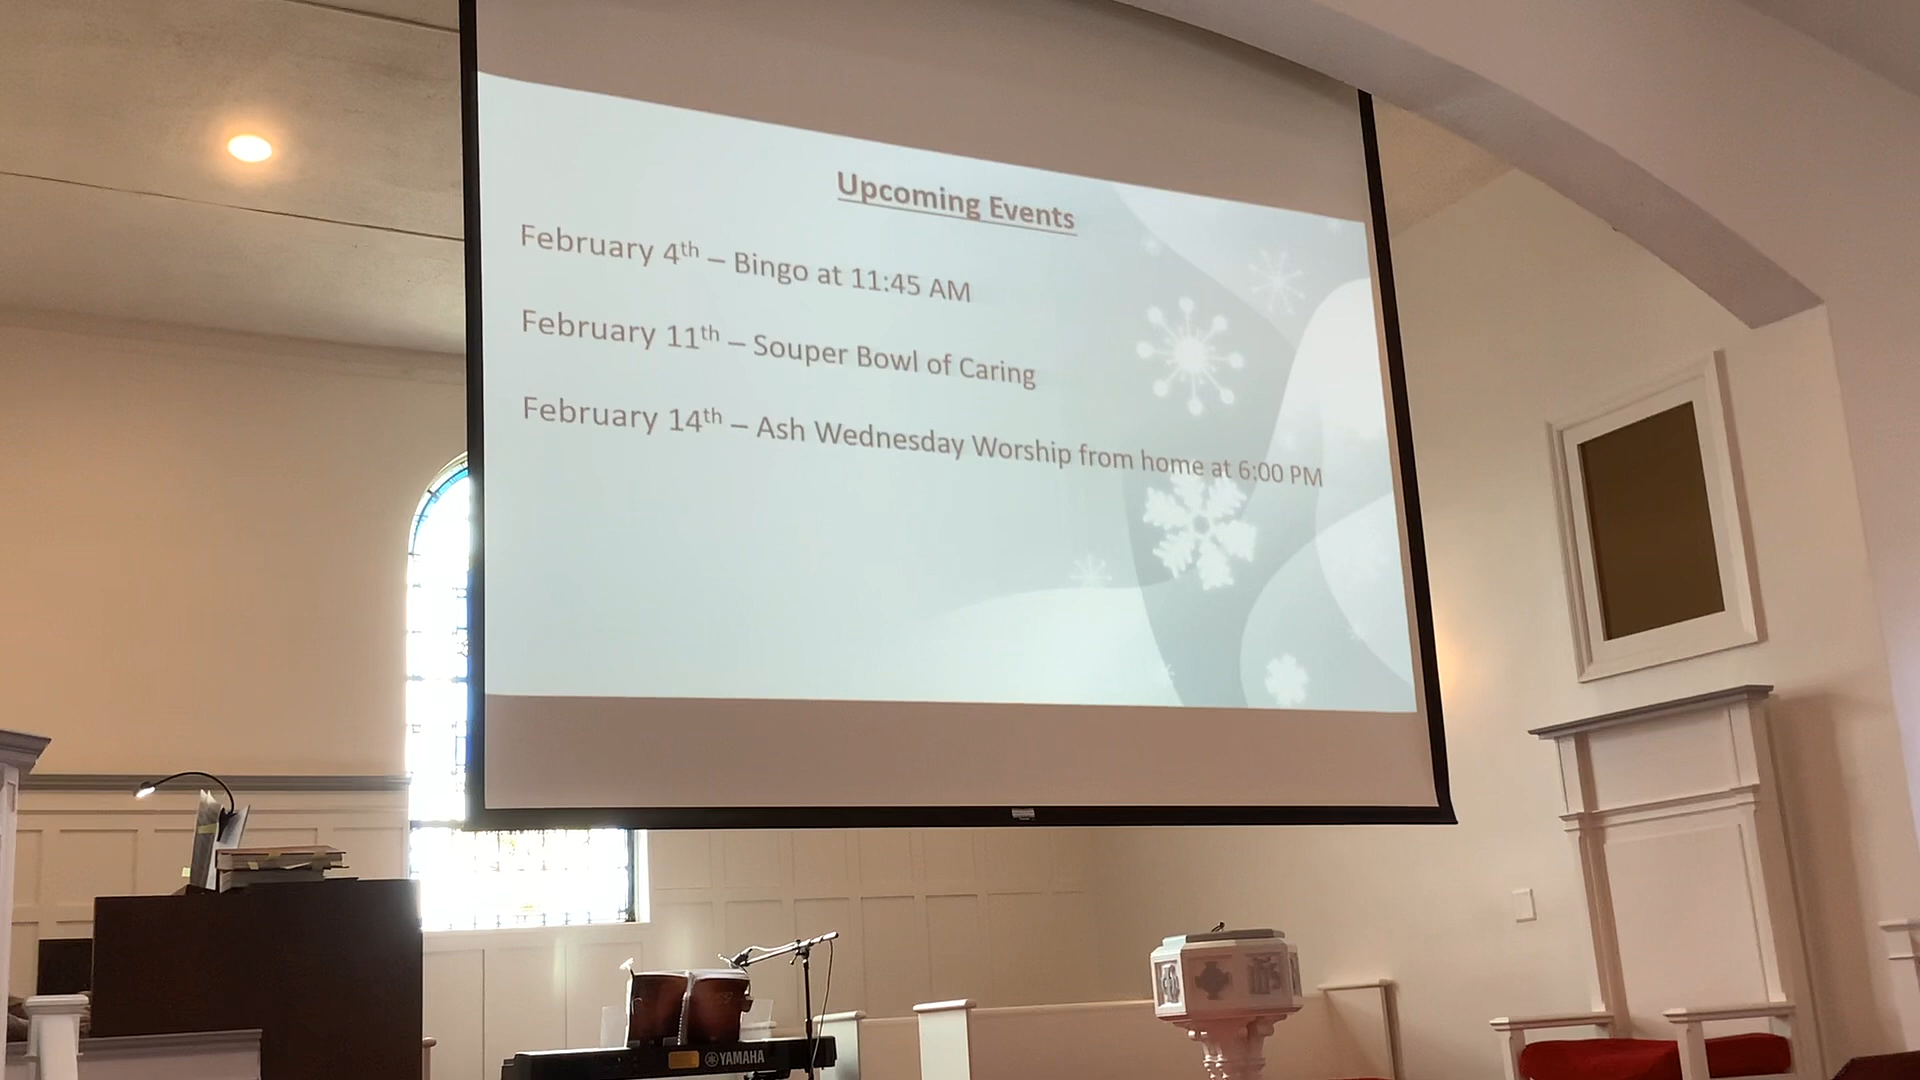 Upcoming Events
February 4th – Bingo at 11:45 AM
February 11th – Souper Bowl of Caring
February 14th – Ash Wednesday Worship from home at 6:00 PM
YAMAHA
IHS